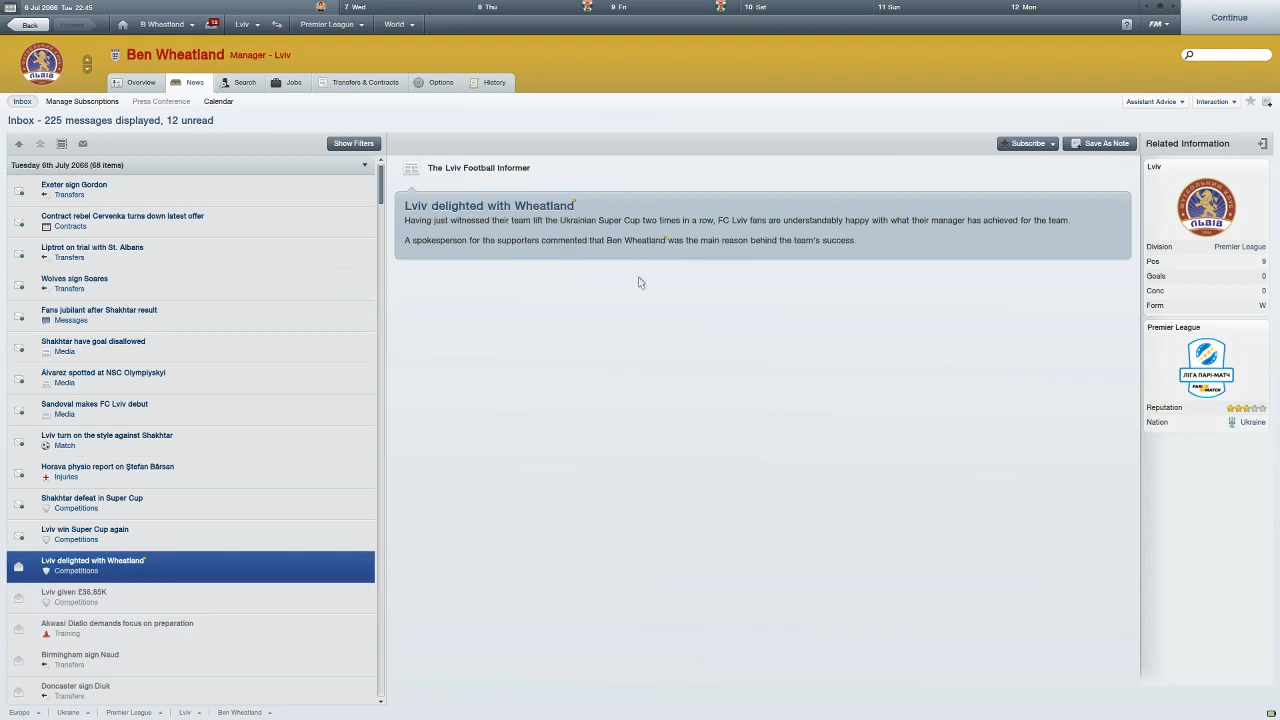 6 Jul 2066 Tue 22:45
7 Wed
8 Thu
9 Fri
10 Sat
11 Sun
12 Mon
Back
Forward
B Wheatland
Lviv
Premier League
World
?
FM
Continue
Ben Wheatland
Manager - Lviv
Overview
News
Search
Jobs
Transfers & Contracts
Options
History
Inbox
Manage Subscriptions
Press Conference
Calendar
Assistant Advice
Interaction
Inbox - 225 messages displayed, 12 unread
Show Filters
Tuesday 6th July 2066 (68 items)
Exeter sign Gordon
Transfers
Contract rebel Cervenka turns down latest offer
Contracts
Liptrot on trial with St. Albans
Transfers
Wolves sign Soares
Transfers
Fans jubilant after Shakhtar result
Messages
Shakhtar have goal disallowed
Media
Álvarez spotted at NSC Olympiyskyi
Media
Sandoval makes FC Lviv debut
Media
Lviv turn on the style against Shakhtar
Match
Horava physio report on Ştefan Bârsan
Injuries
Shakhtar defeat in Super Cup
Competitions
Lviv win Super Cup again
Competitions
Lviv delighted with Wheatland
Competitions
Lviv given £36.85K
Competitions
Akwasi Diallo demands focus on preparation
Training
Birmingham sign Naud
Transfers
Doncaster sign Diuk
Transfers
Subscribe
Save As Note
The Lviv Football Informer
Lviv delighted with Wheatland
Having just witnessed their team lift the Ukrainian Super Cup two times in a row, FC Lviv fans are understandably happy with what their manager has achieved for the team.
A spokesperson for the supporters commented that Ben Wheatland was the main reason behind the team's success.
Related Information
Lviv
Division Premier League
Pos 9
Goals 0
Conc 0
Form W
Premier League
ЛІГА ПАРІ-МАТЧ
PARI MATCH
Reputation
Nation Ukraine
Europe
Ukraine
Premier League
Lviv
Ben Wheatland